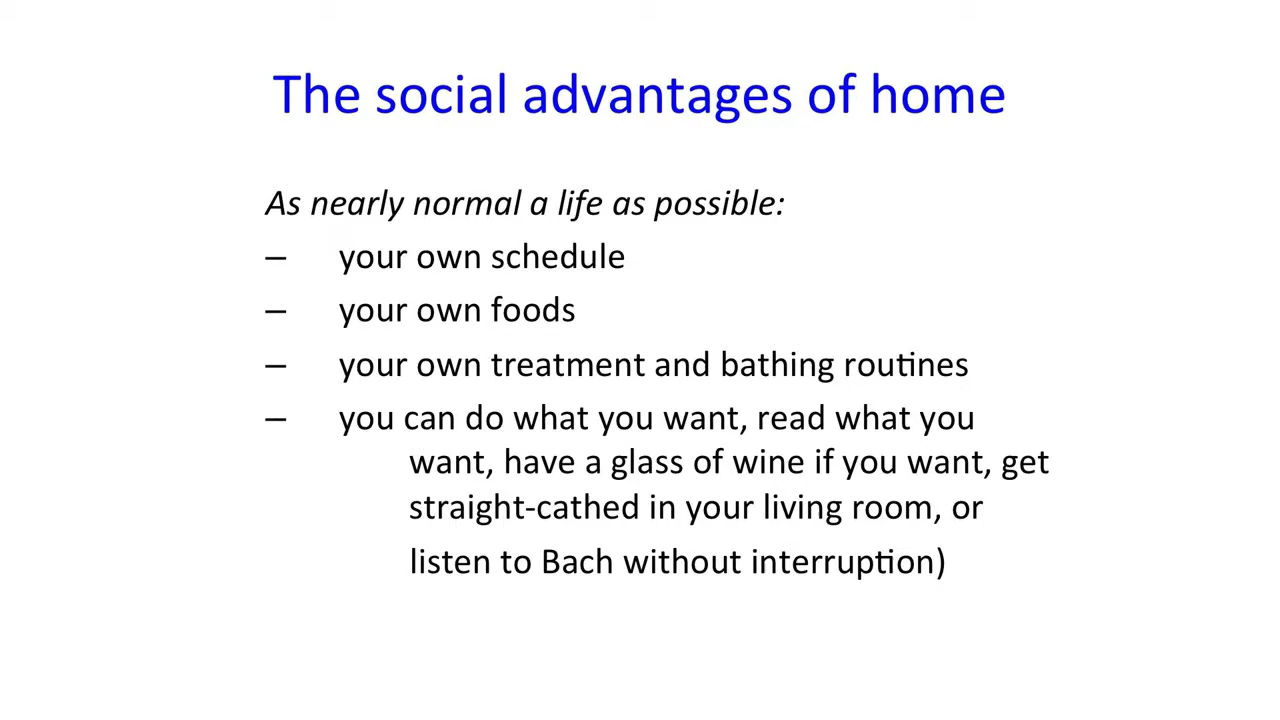 The social advantages of home
As nearly normal a life as possible:
– your own schedule
– your own foods
– your own treatment and bathing routines
– you can do what you want, read what you
want, have a glass of wine if you want, get
straight-cathed in your living room, or
listen to Bach without interruption)